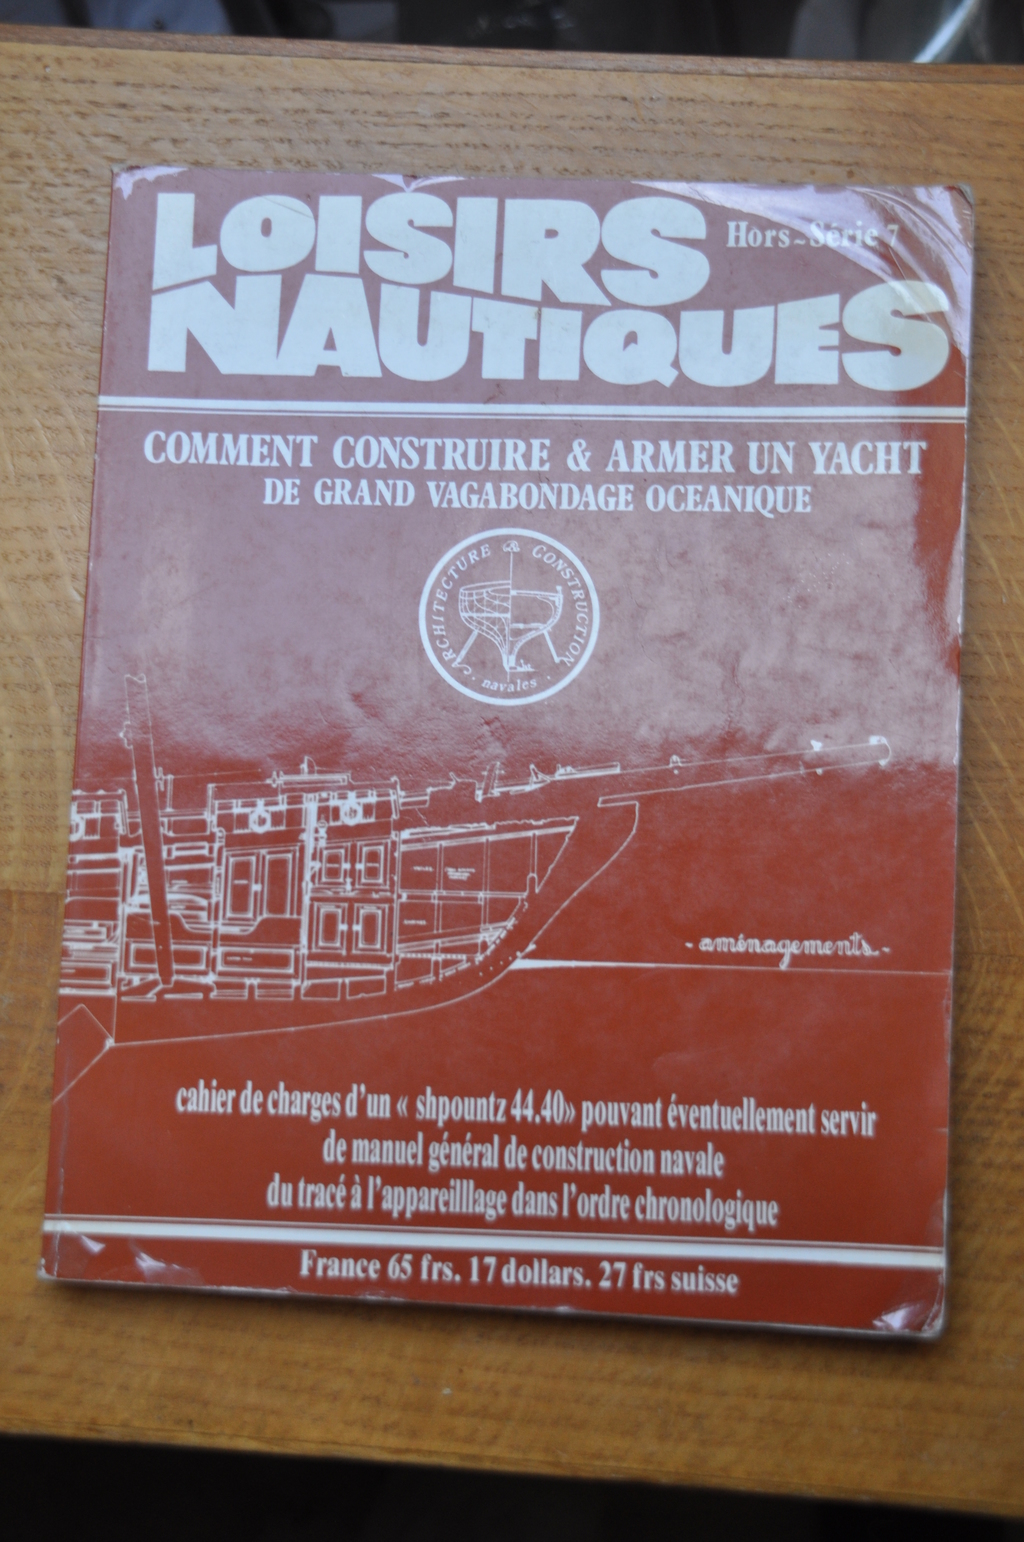 LOISIRS
Hors~Série 7
NAUTIQUES
COMMENT CONSTRUIRE & ARMER UN YACHT
DE GRAND VAGABONDAGE OCEANIQUE
ARCHITECTURE & CONSTRUCTION
· navales ·
- aménagements -
cahier de charges d'un « shpountz 44.40» pouvant éventuellement servir
de manuel général de construction navale
du tracé à l'appareilllage dans l'ordre chronologique
France 65 frs. 17 dollars. 27 frs suisse